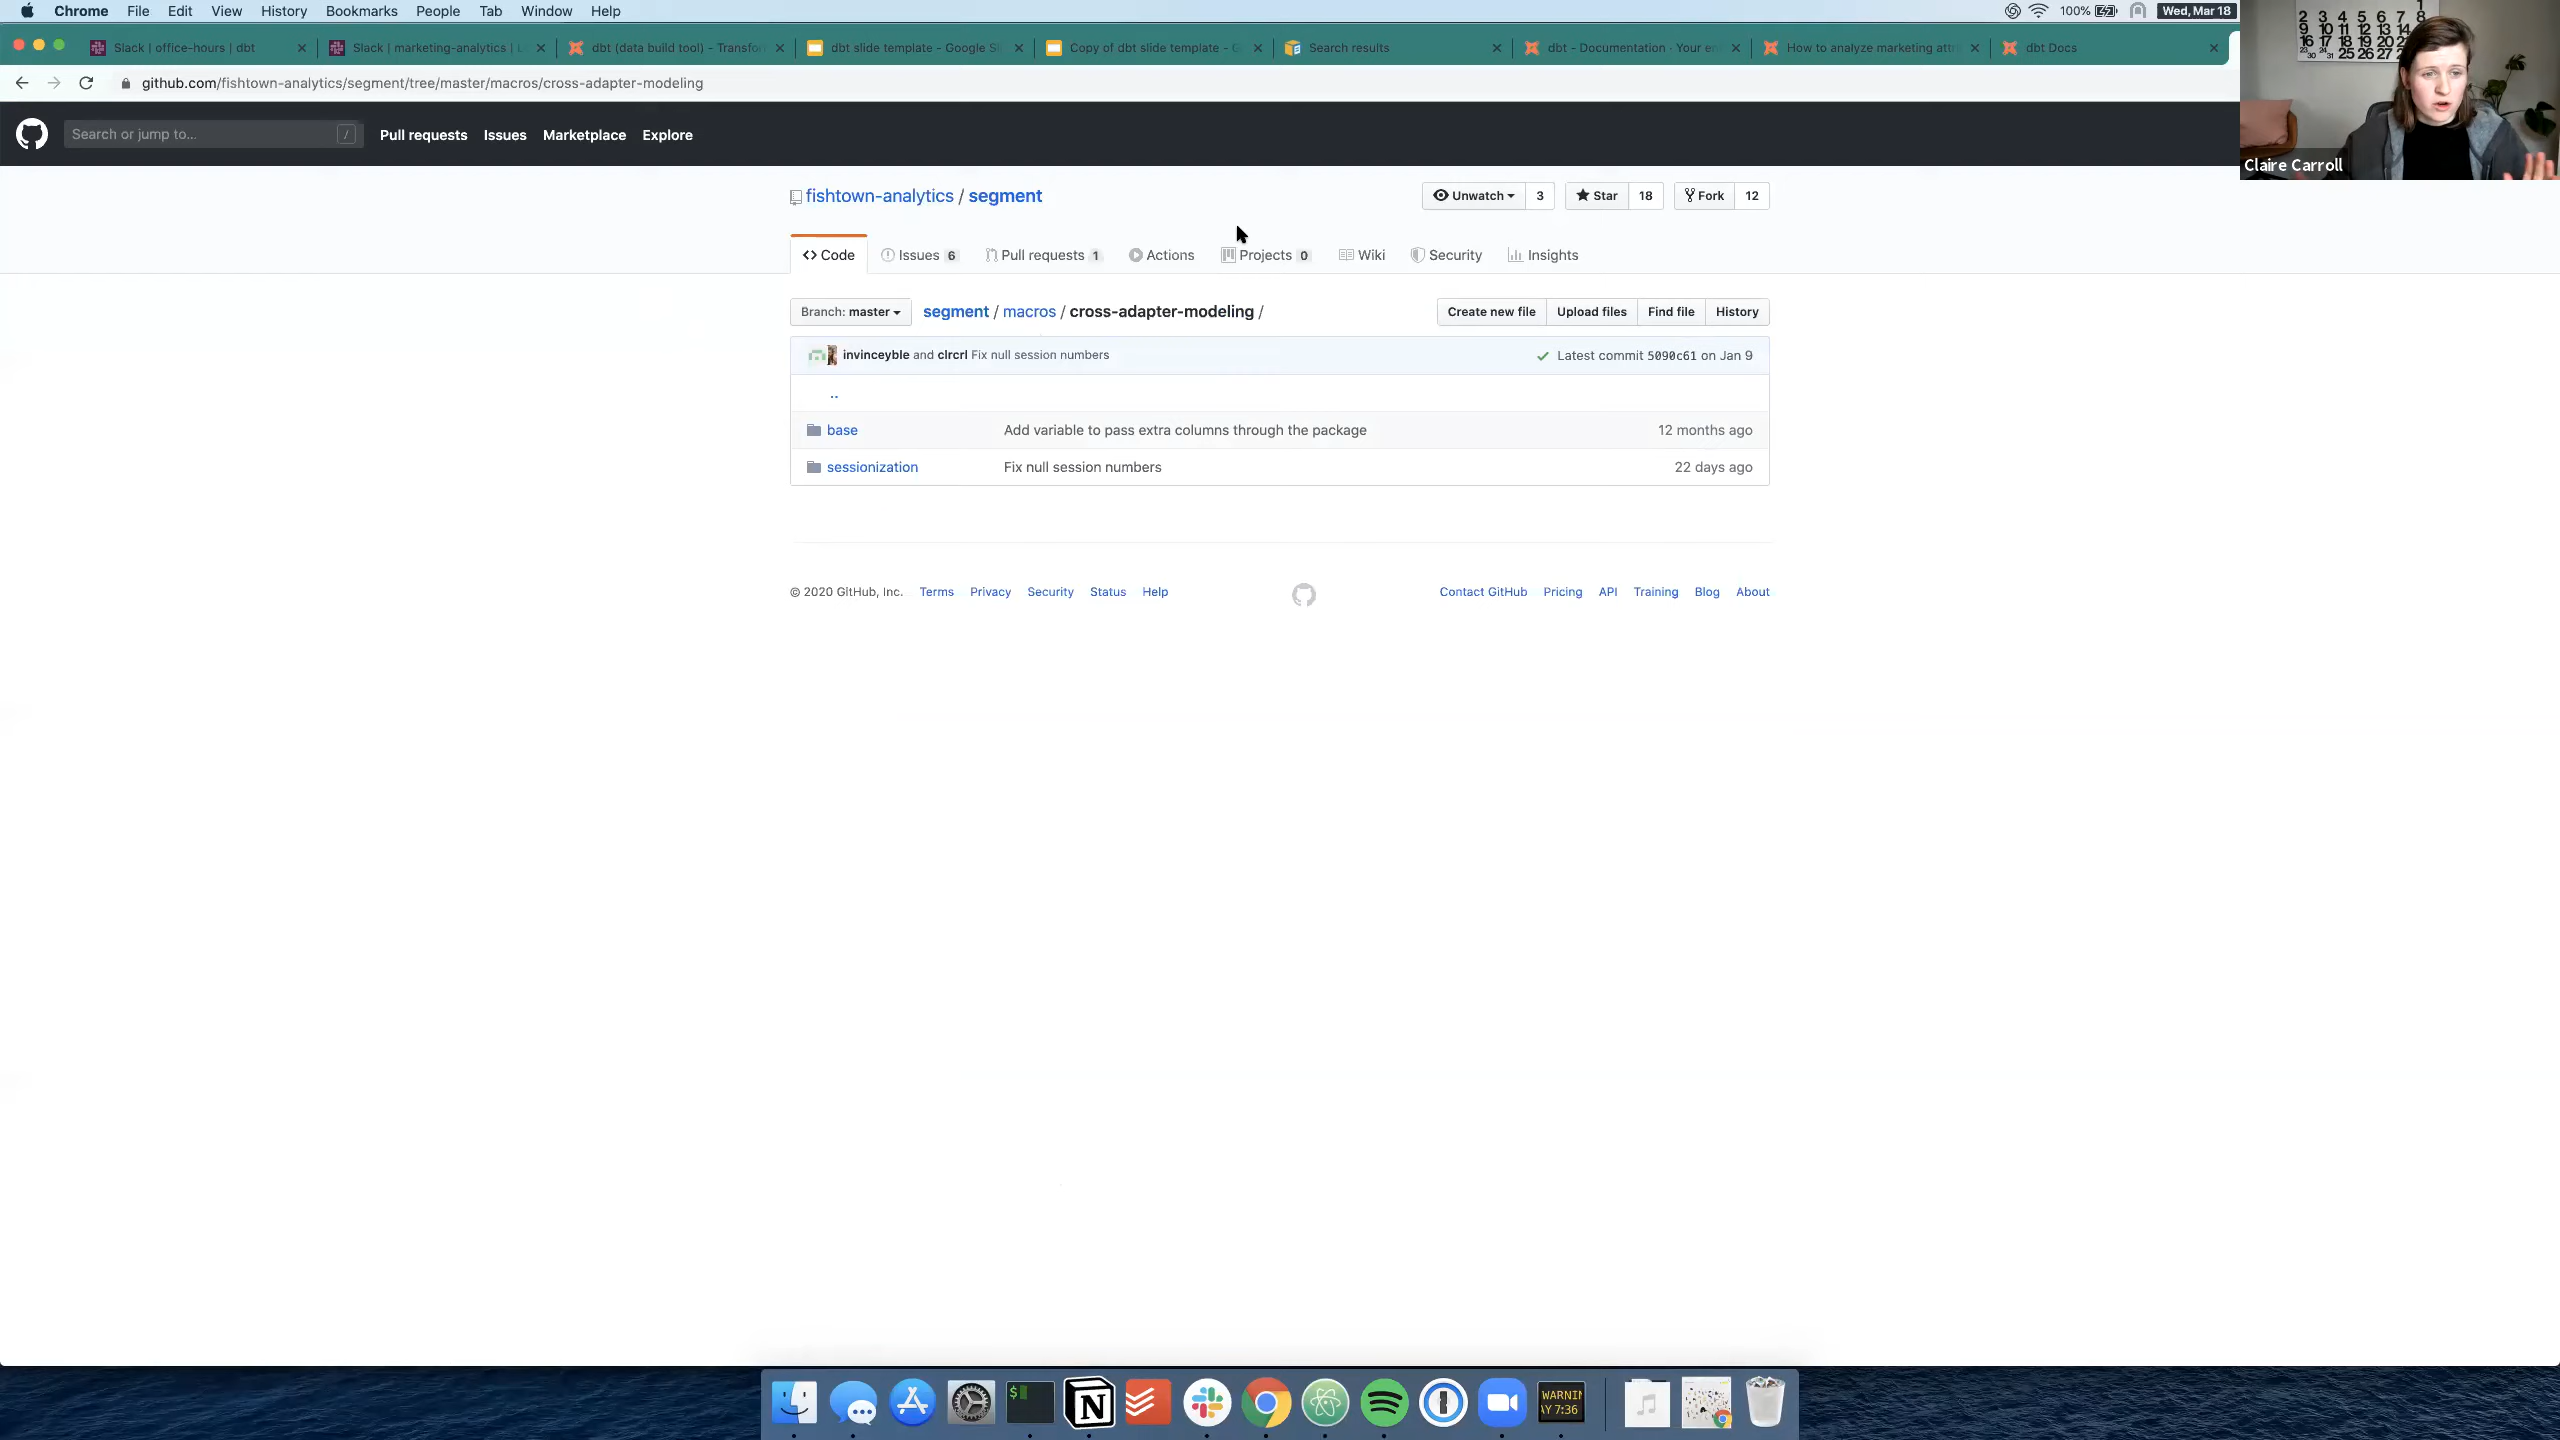 Chrome File Edit View History Bookmarks People Tab Window Help
100% Wed, Mar 18
Slack | office-hours | dbt
Slack | marketing-analytics |
dbt (data build tool) - Transfo
dbt slide template - Google Sl
Copy of dbt slide template - G
Search results
dbt - Documentation · Your e
How to analyze marketing attr
dbt Docs
github.com/fishtown-analytics/segment/tree/master/macros/cross-adapter-modeling
Search or jump to... /
Pull requests Issues Marketplace Explore
Claire Carroll
fishtown-analytics / segment
Unwatch 3 Star 18 Fork 12
Code Issues 6 Pull requests 1 Actions Projects 0 Wiki Security Insights
Branch: master segment / macros / cross-adapter-modeling /
Create new file Upload files Find file History
invinceyble and clrcrl Fix null session numbers Latest commit 5090c61 on Jan 9
..
base Add variable to pass extra columns through the package 12 months ago
sessionization Fix null session numbers 22 days ago
© 2020 GitHub, Inc. Terms Privacy Security Status Help
Contact GitHub Pricing API Training Blog About
WARNIN
AY 7:36